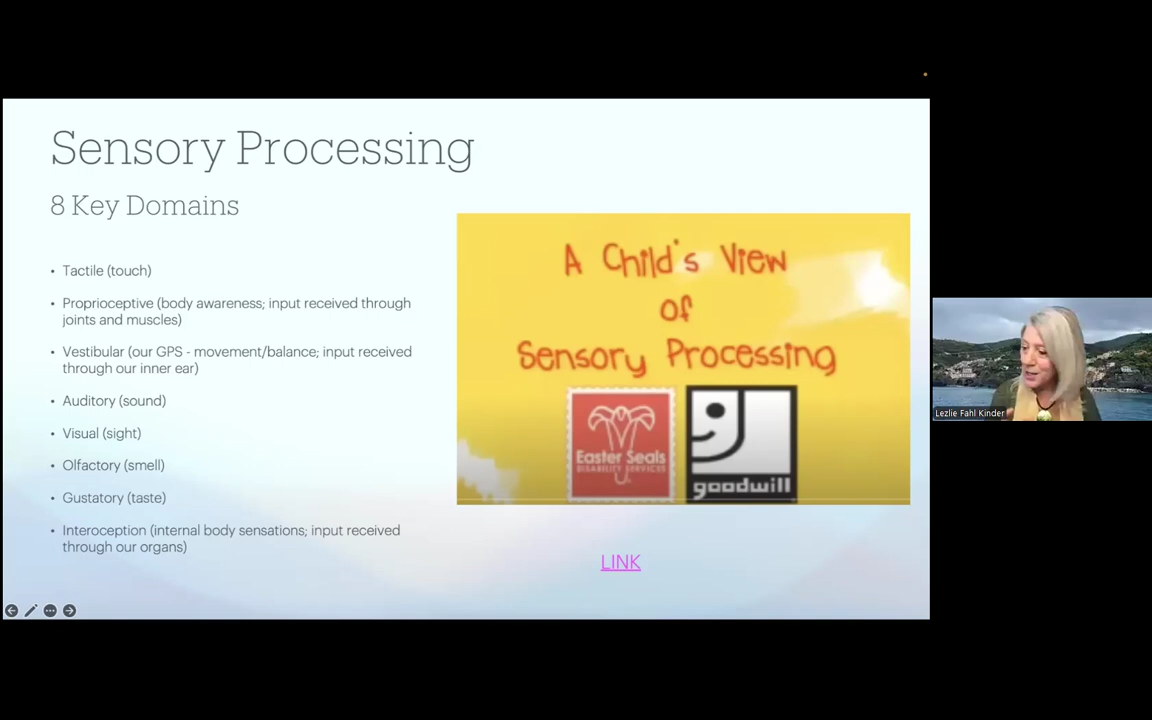 Sensory Processing
8 Key Domains
• Tactile (touch)
• Proprioceptive (body awareness; input received through
joints and muscles)
• Vestibular (our GPS - movement/balance; input received
through our inner ear)
• Auditory (sound)
• Visual (sight)
• Olfactory (smell)
• Gustatory (taste)
• Interoception (internal body sensations; input received
through our organs)
A Child's View
of
Sensory Processing
Easter Seals
DISABILITY SERVICES
goodwill
LINK
Lezlie Fahl Kinder